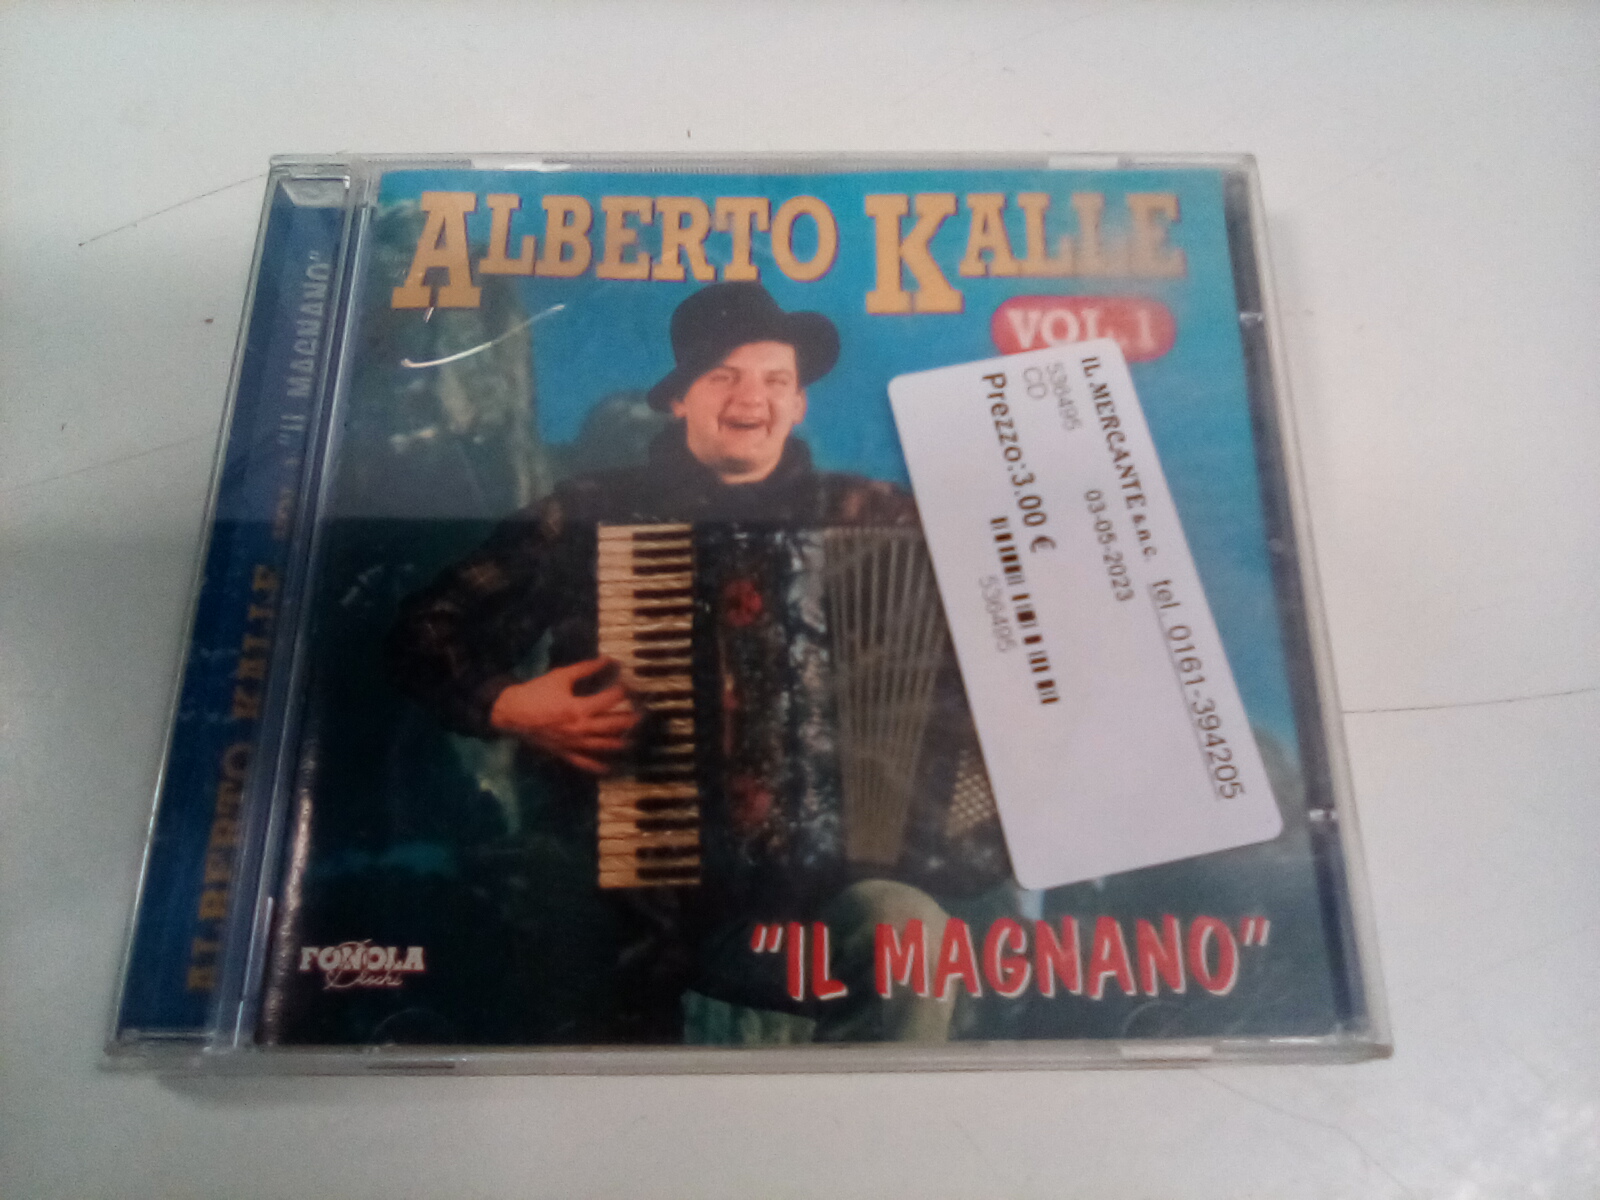 ALBERTO KALLE
VOL. 1
IL MERCANTE s.n.c. tel. 0161-394205
536495 03-05-2023
CD
Prezzo:3.00 €
536495
"IL MAGNANO"
FONOLA
Dischi
ALBERTO KALLE "IL MAGNANO"